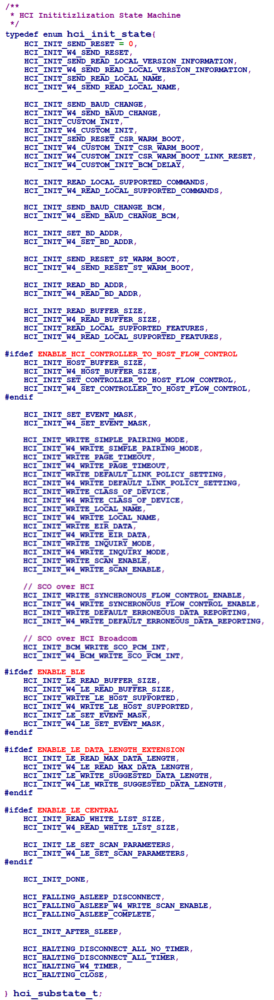 /**
 * HCI Inititizlization State Machine
 */
typedef enum hci_init_state{
    HCI_INIT_SEND_RESET = 0,
    HCI_INIT_W4_SEND_RESET,
    HCI_INIT_SEND_READ_LOCAL_VERSION_INFORMATION,
    HCI_INIT_W4_SEND_READ_LOCAL_VERSION_INFORMATION,
    HCI_INIT_SEND_READ_LOCAL_NAME,
    HCI_INIT_W4_SEND_READ_LOCAL_NAME,

    HCI_INIT_SEND_BAUD_CHANGE,
    HCI_INIT_W4_SEND_BAUD_CHANGE,
    HCI_INIT_CUSTOM_INIT,
    HCI_INIT_W4_CUSTOM_INIT,
    HCI_INIT_SEND_RESET_CSR_WARM_BOOT,
    HCI_INIT_W4_CUSTOM_INIT_CSR_WARM_BOOT,
    HCI_INIT_W4_CUSTOM_INIT_CSR_WARM_BOOT_LINK_RESET,
    HCI_INIT_W4_CUSTOM_INIT_BCM_DELAY,

    HCI_INIT_READ_LOCAL_SUPPORTED_COMMANDS,
    HCI_INIT_W4_READ_LOCAL_SUPPORTED_COMMANDS,

    HCI_INIT_SEND_BAUD_CHANGE_BCM,
    HCI_INIT_W4_SEND_BAUD_CHANGE_BCM,

    HCI_INIT_SET_BD_ADDR,
    HCI_INIT_W4_SET_BD_ADDR,

    HCI_INIT_SEND_RESET_ST_WARM_BOOT,
    HCI_INIT_W4_SEND_RESET_ST_WARM_BOOT,

    HCI_INIT_READ_BD_ADDR,
    HCI_INIT_W4_READ_BD_ADDR,

    HCI_INIT_READ_BUFFER_SIZE,
    HCI_INIT_W4_READ_BUFFER_SIZE,
    HCI_INIT_READ_LOCAL_SUPPORTED_FEATURES,
    HCI_INIT_W4_READ_LOCAL_SUPPORTED_FEATURES,

#ifdef ENABLE_HCI_CONTROLLER_TO_HOST_FLOW_CONTROL
    HCI_INIT_HOST_BUFFER_SIZE,
    HCI_INIT_W4_HOST_BUFFER_SIZE,
    HCI_INIT_SET_CONTROLLER_TO_HOST_FLOW_CONTROL,
    HCI_INIT_W4_SET_CONTROLLER_TO_HOST_FLOW_CONTROL,
#endif

    HCI_INIT_SET_EVENT_MASK,
    HCI_INIT_W4_SET_EVENT_MASK,

    HCI_INIT_WRITE_SIMPLE_PAIRING_MODE,
    HCI_INIT_W4_WRITE_SIMPLE_PAIRING_MODE,
    HCI_INIT_WRITE_PAGE_TIMEOUT,
    HCI_INIT_W4_WRITE_PAGE_TIMEOUT,
    HCI_INIT_WRITE_DEFAULT_LINK_POLICY_SETTING,
    HCI_INIT_W4_WRITE_DEFAULT_LINK_POLICY_SETTING,
    HCI_INIT_WRITE_CLASS_OF_DEVICE,
    HCI_INIT_W4_WRITE_CLASS_OF_DEVICE,
    HCI_INIT_WRITE_LOCAL_NAME,
    HCI_INIT_W4_WRITE_LOCAL_NAME,
    HCI_INIT_WRITE_EIR_DATA,
    HCI_INIT_W4_WRITE_EIR_DATA,
    HCI_INIT_WRITE_INQUIRY_MODE,
    HCI_INIT_W4_WRITE_INQUIRY_MODE,
    HCI_INIT_WRITE_SCAN_ENABLE,
    HCI_INIT_W4_WRITE_SCAN_ENABLE,

    // SCO over HCI
    HCI_INIT_WRITE_SYNCHRONOUS_FLOW_CONTROL_ENABLE,
    HCI_INIT_W4_WRITE_SYNCHRONOUS_FLOW_CONTROL_ENABLE,
    HCI_INIT_WRITE_DEFAULT_ERRONEOUS_DATA_REPORTING,
    HCI_INIT_W4_WRITE_DEFAULT_ERRONEOUS_DATA_REPORTING,

    // SCO over HCI Broadcom
    HCI_INIT_BCM_WRITE_SCO_PCM_INT,
    HCI_INIT_W4_BCM_WRITE_SCO_PCM_INT,

#ifdef ENABLE_BLE
    HCI_INIT_LE_READ_BUFFER_SIZE,
    HCI_INIT_W4_LE_READ_BUFFER_SIZE,
    HCI_INIT_WRITE_LE_HOST_SUPPORTED,
    HCI_INIT_W4_WRITE_LE_HOST_SUPPORTED,
    HCI_INIT_LE_SET_EVENT_MASK,
    HCI_INIT_W4_LE_SET_EVENT_MASK,
#endif

#ifdef ENABLE_LE_DATA_LENGTH_EXTENSION
    HCI_INIT_LE_READ_MAX_DATA_LENGTH,
    HCI_INIT_W4_LE_READ_MAX_DATA_LENGTH,
    HCI_INIT_LE_WRITE_SUGGESTED_DATA_LENGTH,
    HCI_INIT_W4_LE_WRITE_SUGGESTED_DATA_LENGTH,
#endif

#ifdef ENABLE_LE_CENTRAL
    HCI_INIT_READ_WHITE_LIST_SIZE,
    HCI_INIT_W4_READ_WHITE_LIST_SIZE,

    HCI_INIT_LE_SET_SCAN_PARAMETERS,
    HCI_INIT_W4_LE_SET_SCAN_PARAMETERS,
#endif

    HCI_INIT_DONE,

    HCI_FALLING_ASLEEP_DISCONNECT,
    HCI_FALLING_ASLEEP_W4_WRITE_SCAN_ENABLE,
    HCI_FALLING_ASLEEP_COMPLETE,

    HCI_INIT_AFTER_SLEEP,

    HCI_HALTING_DISCONNECT_ALL_NO_TIMER,
    HCI_HALTING_DISCONNECT_ALL_TIMER,
    HCI_HALTING_W4_TIMER,
    HCI_HALTING_CLOSE,

} hci_substate_t;